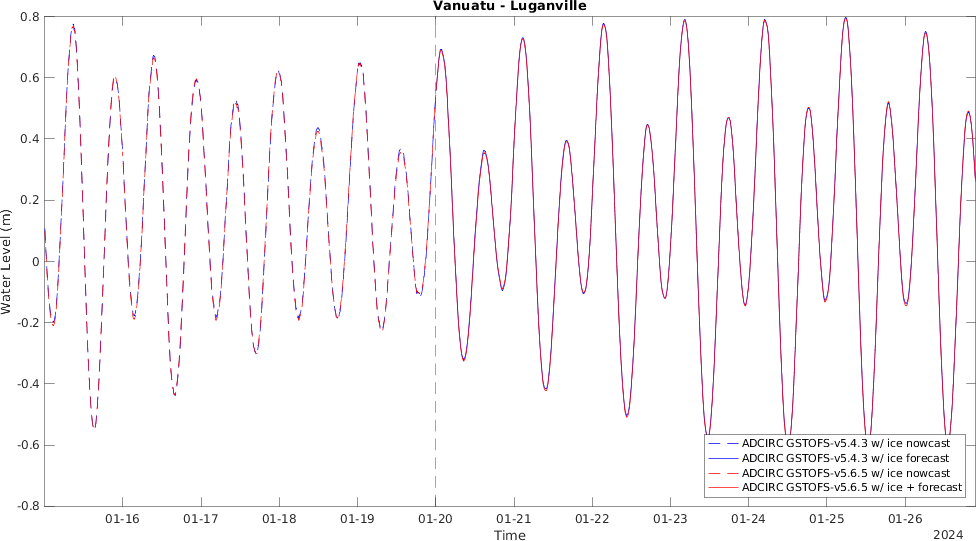 Vanuatu - Luganville
Water Level (m)
0.8
0.6
0.4
0.2
0
-0.2
-0.4
-0.6
-0.8
ADCIRC GSTOFS-v5.4.3 w/ ice nowcast
ADCIRC GSTOFS-v5.4.3 w/ ice forecast
ADCIRC GSTOFS-v5.6.5 w/ ice nowcast
ADCIRC GSTOFS-v5.6.5 w/ ice + forecast
01-16 01-17 01-18 01-19 01-20 01-21 01-22 01-23 01-24 01-25 01-26
Time
2024